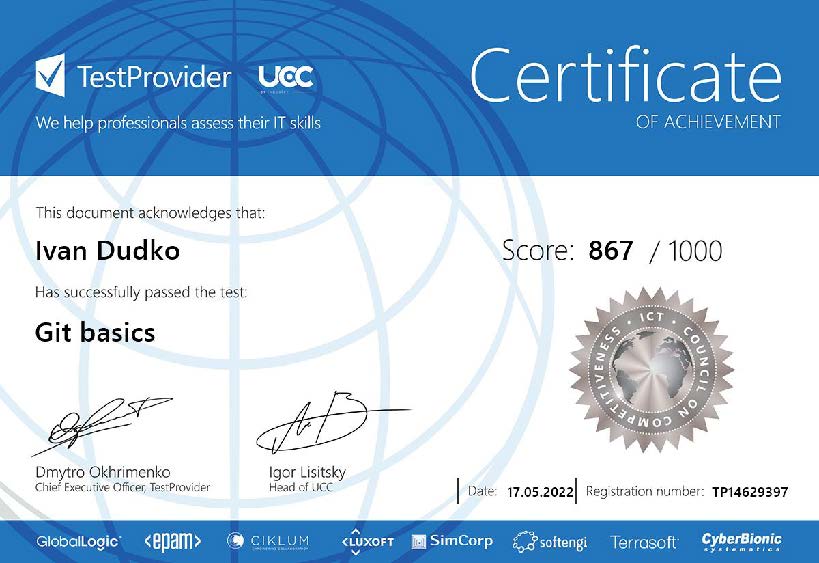 TestProvider
UCC
Certificate
OF ACHIEVEMENT
We help professionals assess their IT skills
This document acknowledges that:
Ivan Dudko
Score: 867 / 1000
Has successfully passed the test:
Git basics
ICT · COUNCIL ON COMPETITIVENESS ·
Dmytro Okhrimenko
Chief Executive Officer, TestProvider
Igor Lisitsky
Head of UCC
Date: 17.05.2022
Registration number: TP14629397
GlobalLogic
<epam>
CIKLUM
LUXOFT
SimCorp
softengi
Terrasoft
CyberBionic
systematics